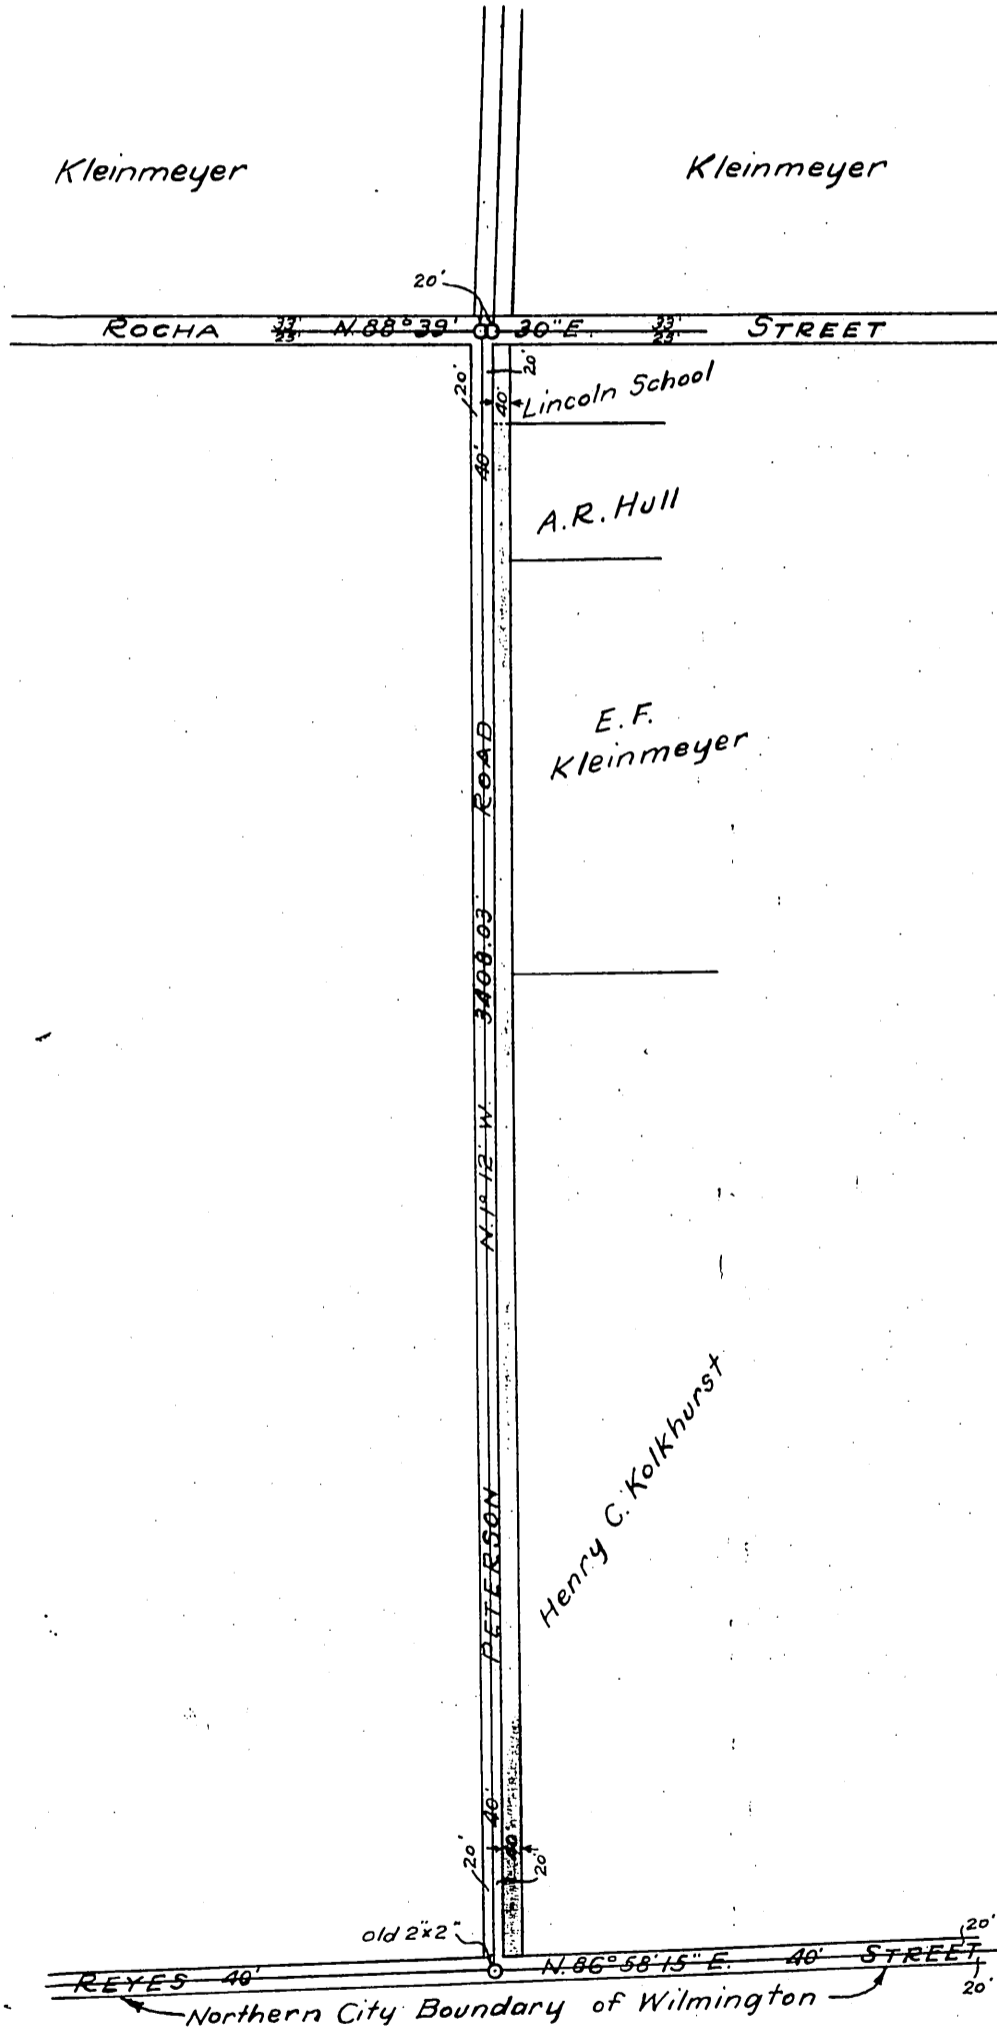 Kleinmeyer
Kleinmeyer
20'
ROCHA 33' 23' N. 88° 39' 30" E. 33' 23' STREET
20'
20'
40'
Lincoln School
40'
A.R. Hull
E.F.
Kleinmeyer
PETERSON N. 1° 12' W. 3408.03' ROAD
Henry C. Kolkhurst
40'
40'
20'
20'
old 2"x2"
20'
REYES 40' N. 86° 58' 15" E. 40' STREET
20'
Northern City Boundary of Wilmington